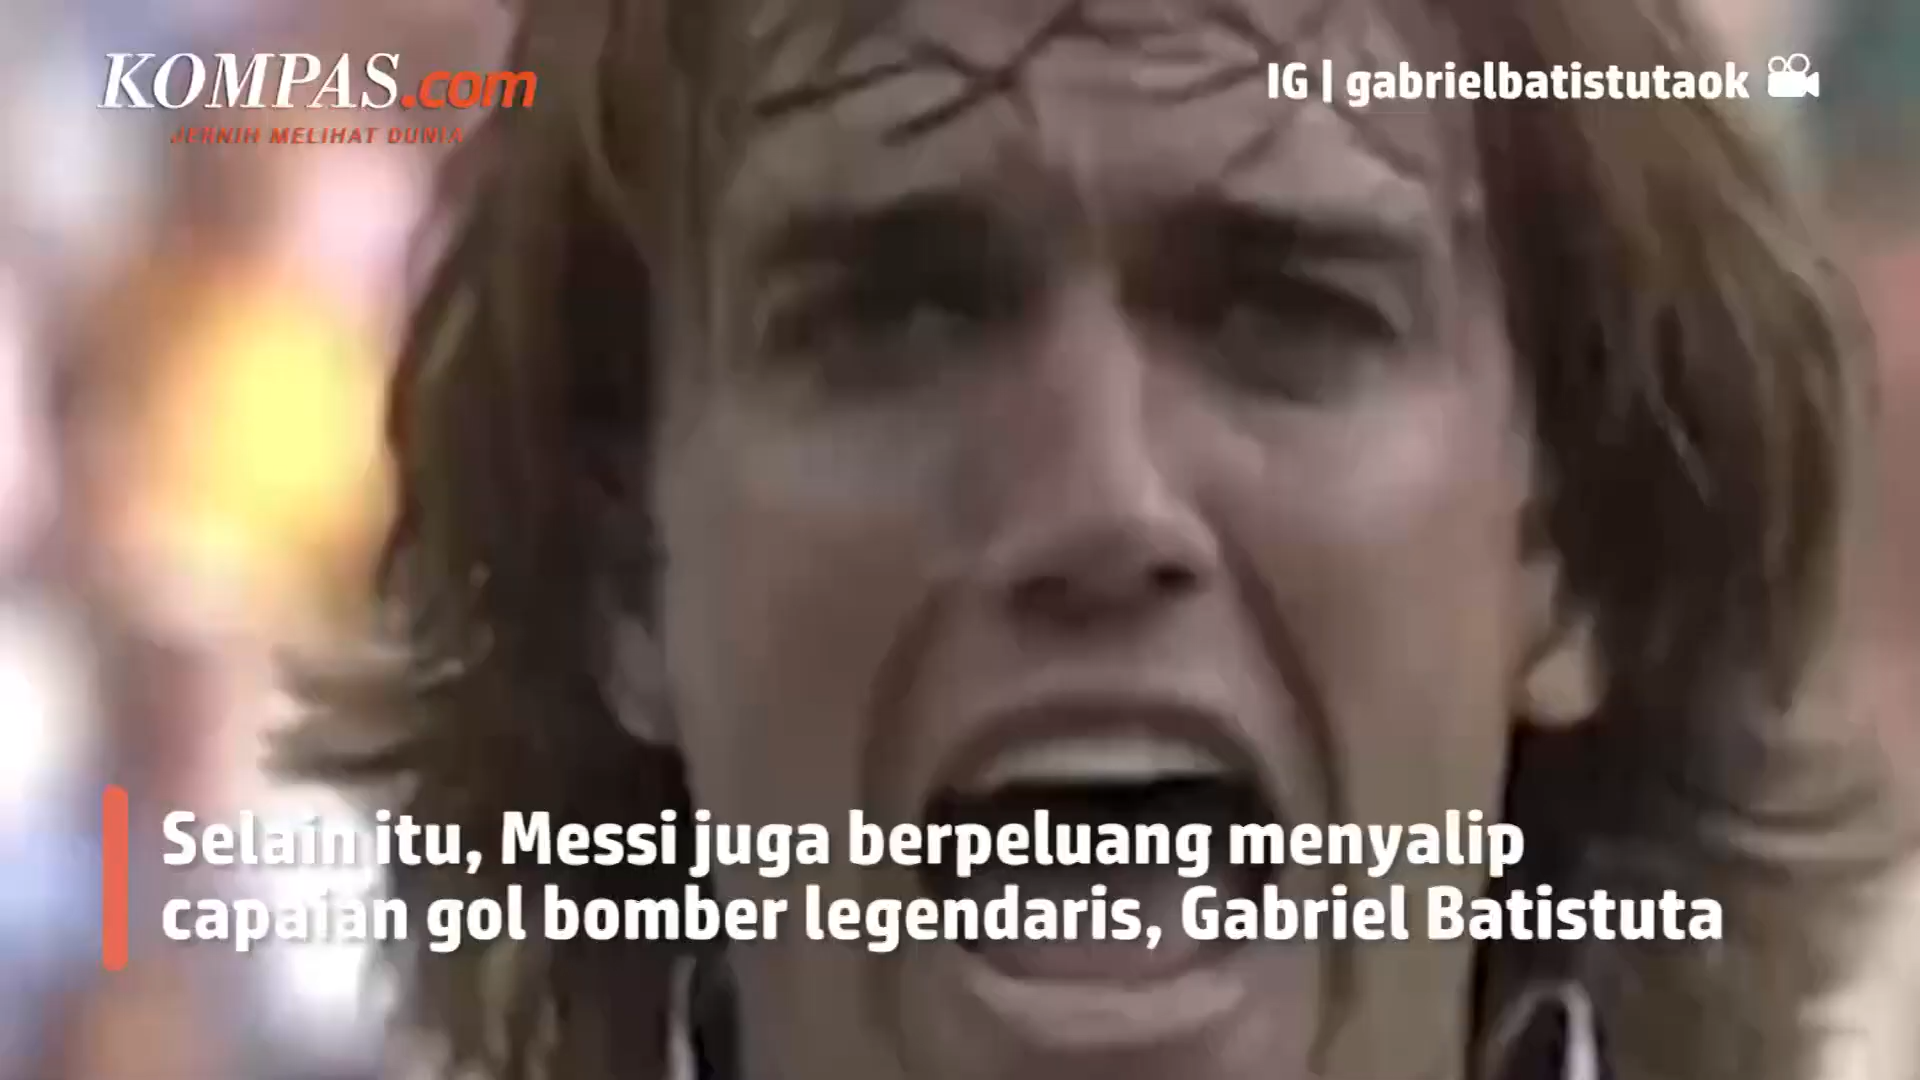 KOMPAS.com
JERNIH MELIHAT DUNIA
IG | gabrielbatistutaok
Selain itu, Messi juga berpeluang menyalip
capaian gol bomber legendaris, Gabriel Batistuta